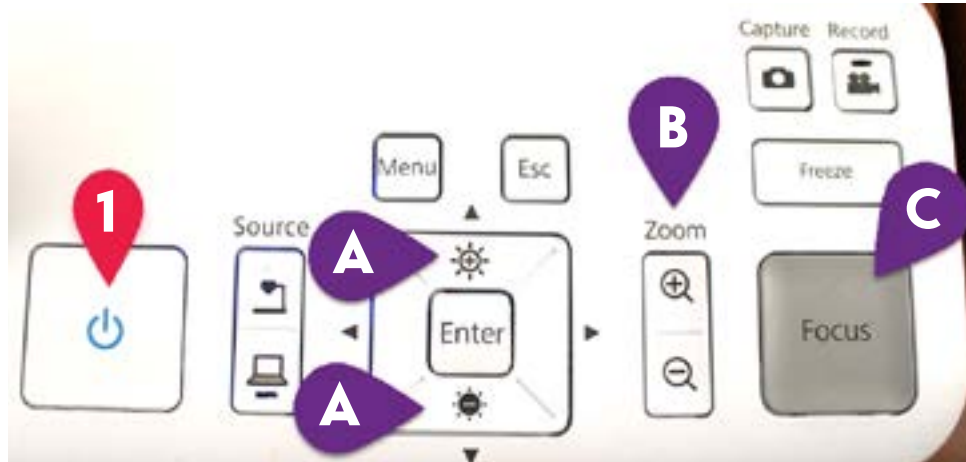 Capture Record
B
Menu Esc
Freeze
1
C
Source
A
Zoom
Enter
Focus
A